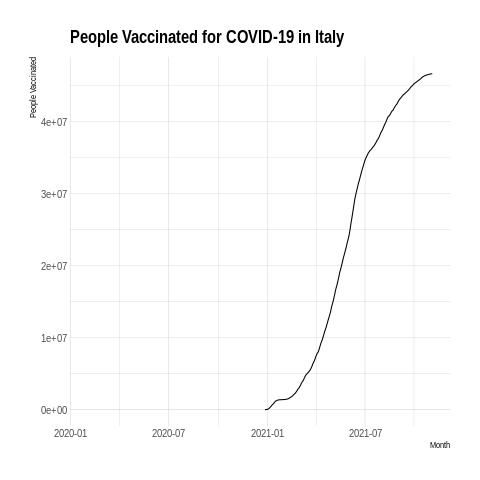 People Vaccinated for COVID-19 in Italy
People Vaccinated
4e+07
3e+07
2e+07
1e+07
0e+00
2020-01 2020-07 2021-01 2021-07
Month